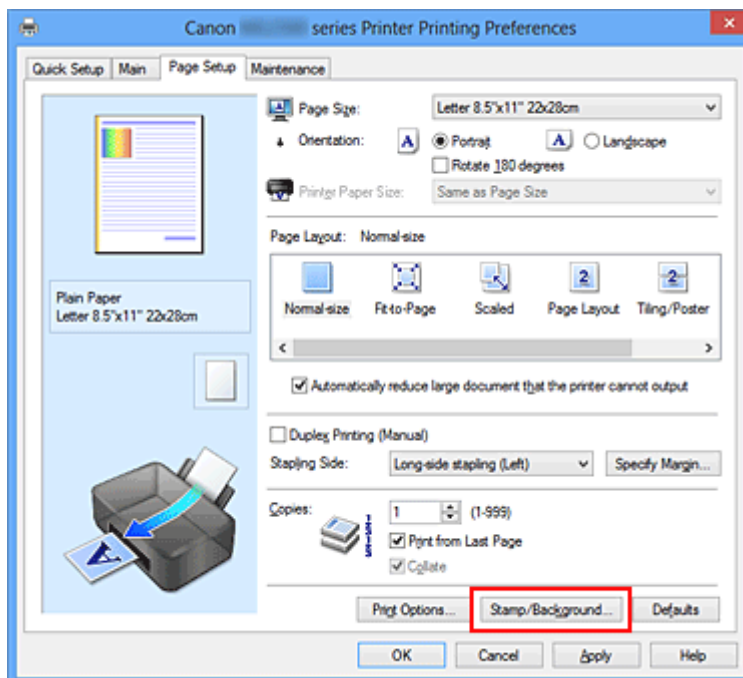 Canon series Printer Printing Preferences
x
Quick Setup Main Page Setup Maintenance
Page Size: Letter 8.5"x11" 22x28cm
Orientation: A Portrait A Landscape
Rotate 180 degrees
Printer Paper Size: Same as Page Size
Page Layout: Normal-size
2 2
Normal-size Fit-to-Page Scaled Page Layout Tiling/Poster
Plain Paper
Letter 8.5"x11" 22x28cm
Automatically reduce large document that the printer cannot output
Duplex Printing (Manual)
Stapling Side: Long-side stapling (Left) Specify Margin...
Copies: 1 (1-999)
Print from Last Page
Collate
A
Print Options... Stamp/Background... Defaults
OK Cancel Apply Help